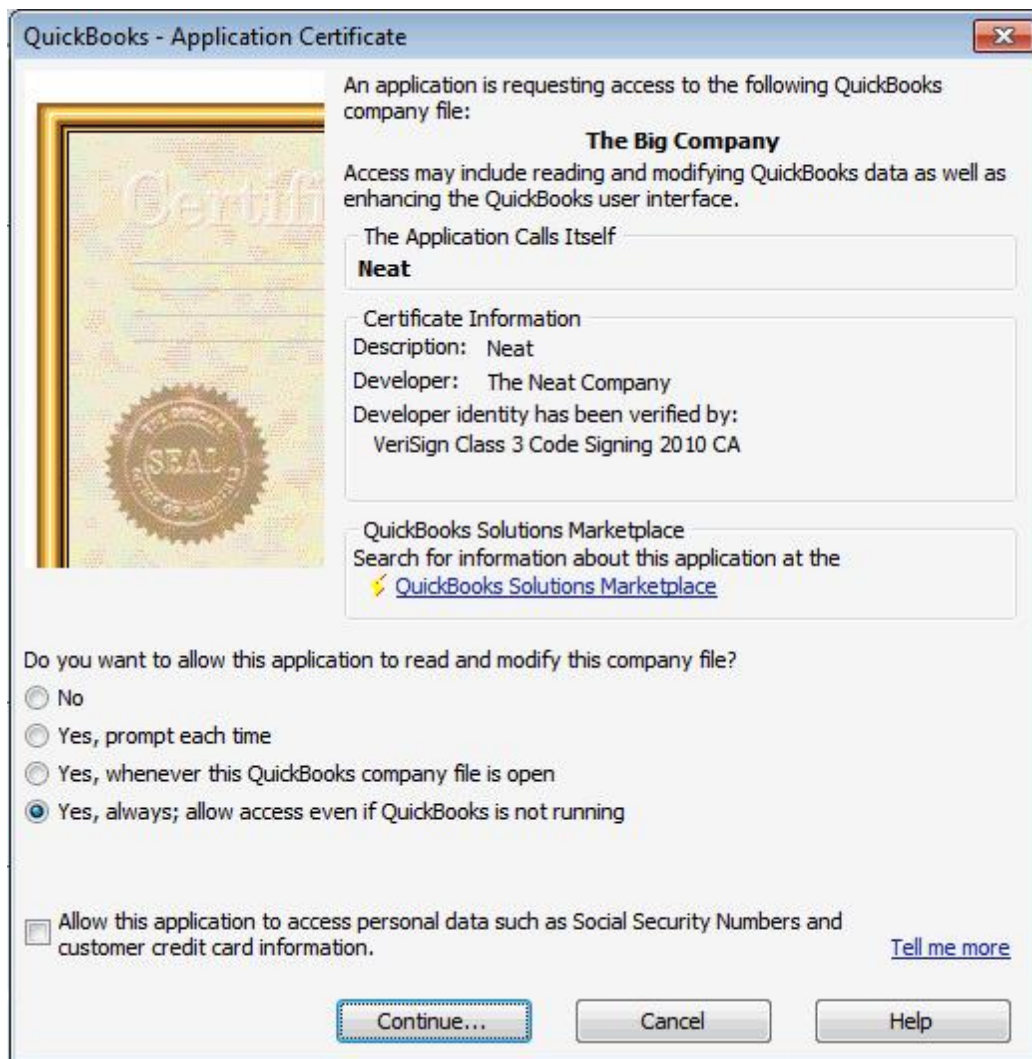 QuickBooks - Application Certificate
An application is requesting access to the following QuickBooks
company file:
The Big Company
Access may include reading and modifying QuickBooks data as well as
enhancing the QuickBooks user interface.
The Application Calls Itself
Neat
Certificate Information
Description: Neat
Developer: The Neat Company
Developer identity has been verified by:
VeriSign Class 3 Code Signing 2010 CA
QuickBooks Solutions Marketplace
Search for information about this application at the
QuickBooks Solutions Marketplace
Certifi
SEAL
Do you want to allow this application to read and modify this company file?
No
Yes, prompt each time
Yes, whenever this QuickBooks company file is open
Yes, always; allow access even if QuickBooks is not running
Allow this application to access personal data such as Social Security Numbers and
customer credit card information.
Tell me more
Continue...
Cancel
Help